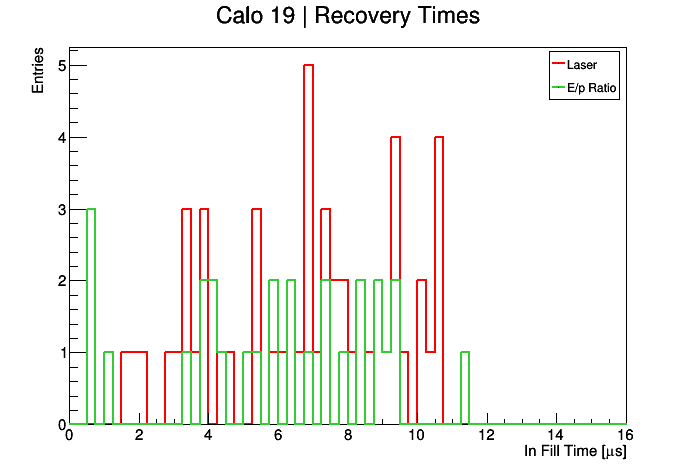 Calo 19 | Recovery Times
Entries
Laser
E/p Ratio
5
4
3
2
1
0
0 2 4 6 8 10 12 14 16
In Fill Time [μs]